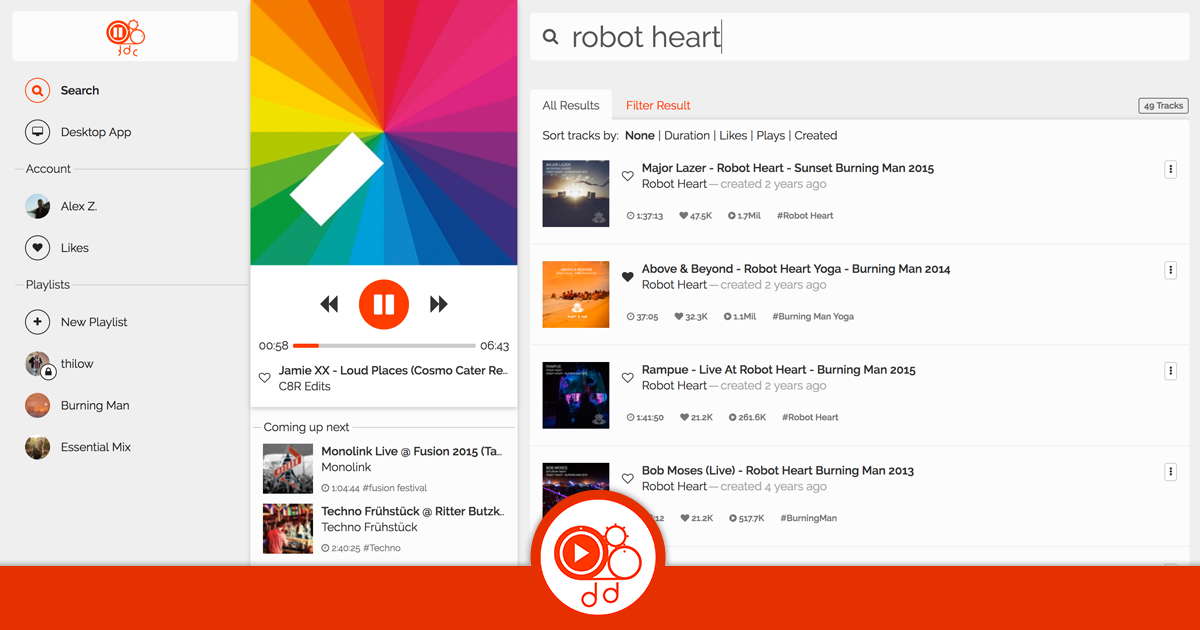 Search
Desktop App
Account
Alex Z.
Likes
Playlists
New Playlist
thilow
Burning Man
Essential Mix
00:58
06:43
Jamie XX - Loud Places (Cosmo Cater Re..
C8R Edits
Coming up next
Monolink Live @ Fusion 2015 (Ta..
Monolink
1:04:44 #fusion festival
Techno Frühstück @ Ritter Butzk..
Techno Frühstück
2:40:25 #Techno
robot heart
All Results
Filter Result
49 Tracks
Sort tracks by: None | Duration | Likes | Plays | Created
Major Lazer - Robot Heart - Sunset Burning Man 2015
Robot Heart — created 2 years ago
1:37:13 47.5K 1.7Mil #Robot Heart
Above & Beyond - Robot Heart Yoga - Burning Man 2014
Robot Heart — created 2 years ago
37:05 32.3K 1.1Mil #Burning Man Yoga
Rampue - Live At Robot Heart - Burning Man 2015
Robot Heart — created 2 years ago
1:41:50 21.2K 261.6K #Robot Heart
Bob Moses (Live) - Robot Heart Burning Man 2013
Robot Heart — created 4 years ago
:12 21.2K 517.7K #BurningMan